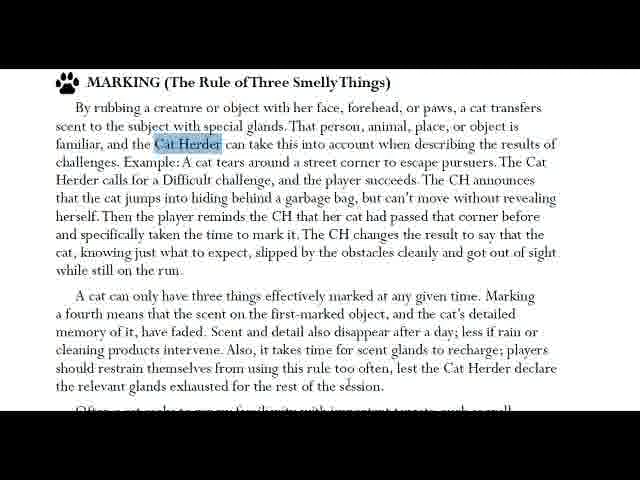 MARKING (The Rule of Three Smelly Things)
By rubbing a creature or object with her face, forehead, or paws, a cat transfers
scent to the subject with special glands. That person, animal, place, or object is
familiar, and the Cat Herder can take this into account when describing the results of
challenges. Example: A cat tears around a street corner to escape pursuers. The Cat
Herder calls for a Difficult challenge, and the player succeeds. The CH announces
that the cat jumps into hiding behind a garbage bag, but can't move without revealing
herself. Then the player reminds the CH that her cat had passed that corner before
and specifically taken the time to mark it. The CH changes the result to say that the
cat, knowing just what to expect, slipped by the obstacles cleanly and got out of sight
while still on the run.
A cat can only have three things effectively marked at any given time. Marking
a fourth means that the scent on the first-marked object, and the cat's detailed
memory of it, have faded. Scent and detail also disappear after a day; less if rain or
cleaning products intervene. Also, it takes time for scent glands to recharge; players
should restrain themselves from using this rule too often, lest the Cat Herder declare
the relevant glands exhausted for the rest of the session.